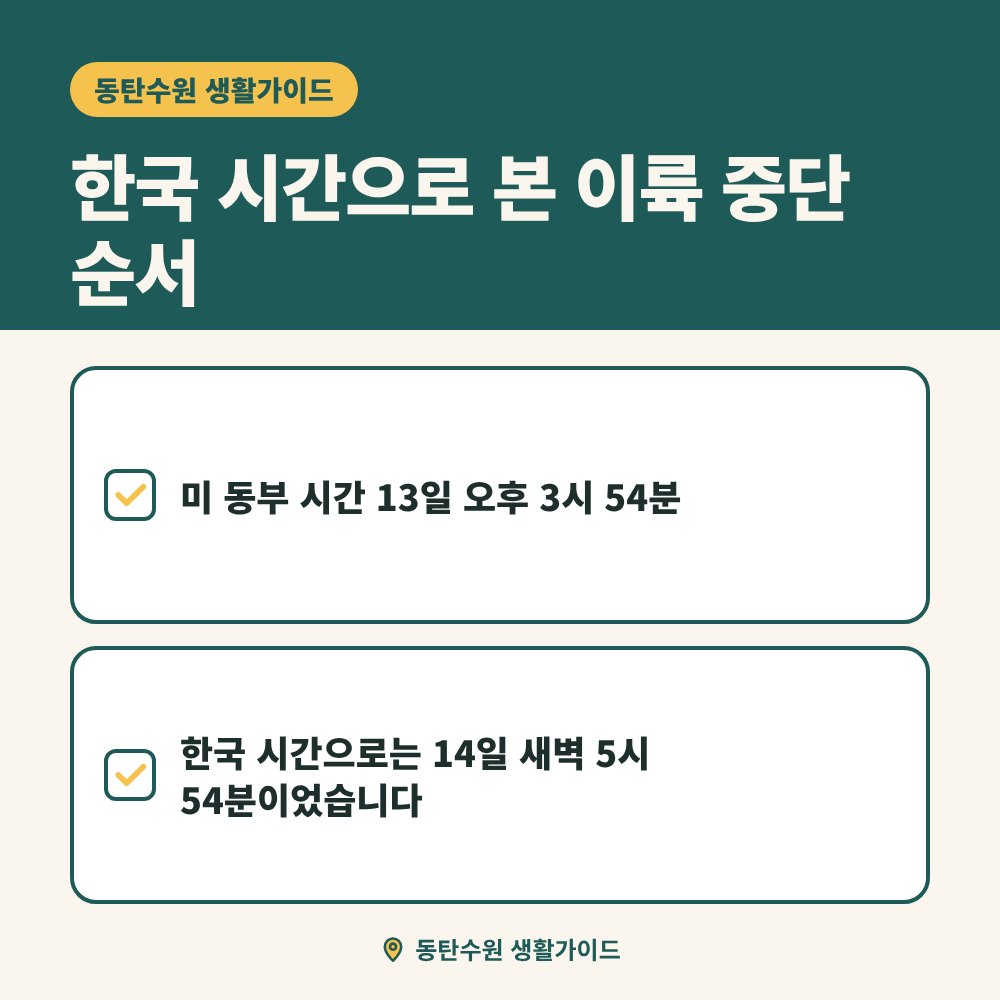 동탄수원 생활가이드
한국 시간으로 본 이륙 중단
순서
미 동부 시간 13일 오후 3시 54분
한국 시간으로는 14일 새벽 5시
54분이었습니다
동탄수원 생활가이드